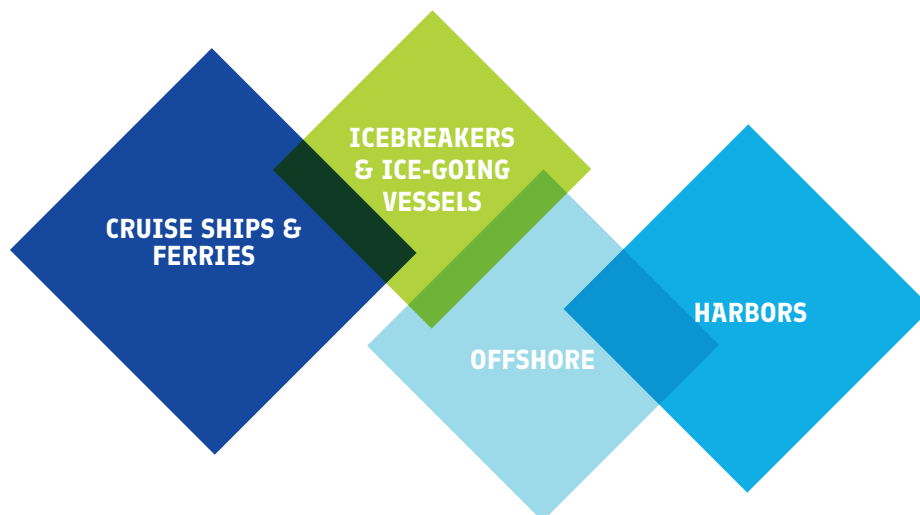 ICEBREAKERS
& ICE-GOING
VESSELS
CRUISE SHIPS &
FERRIES
HARBORS
OFFSHORE